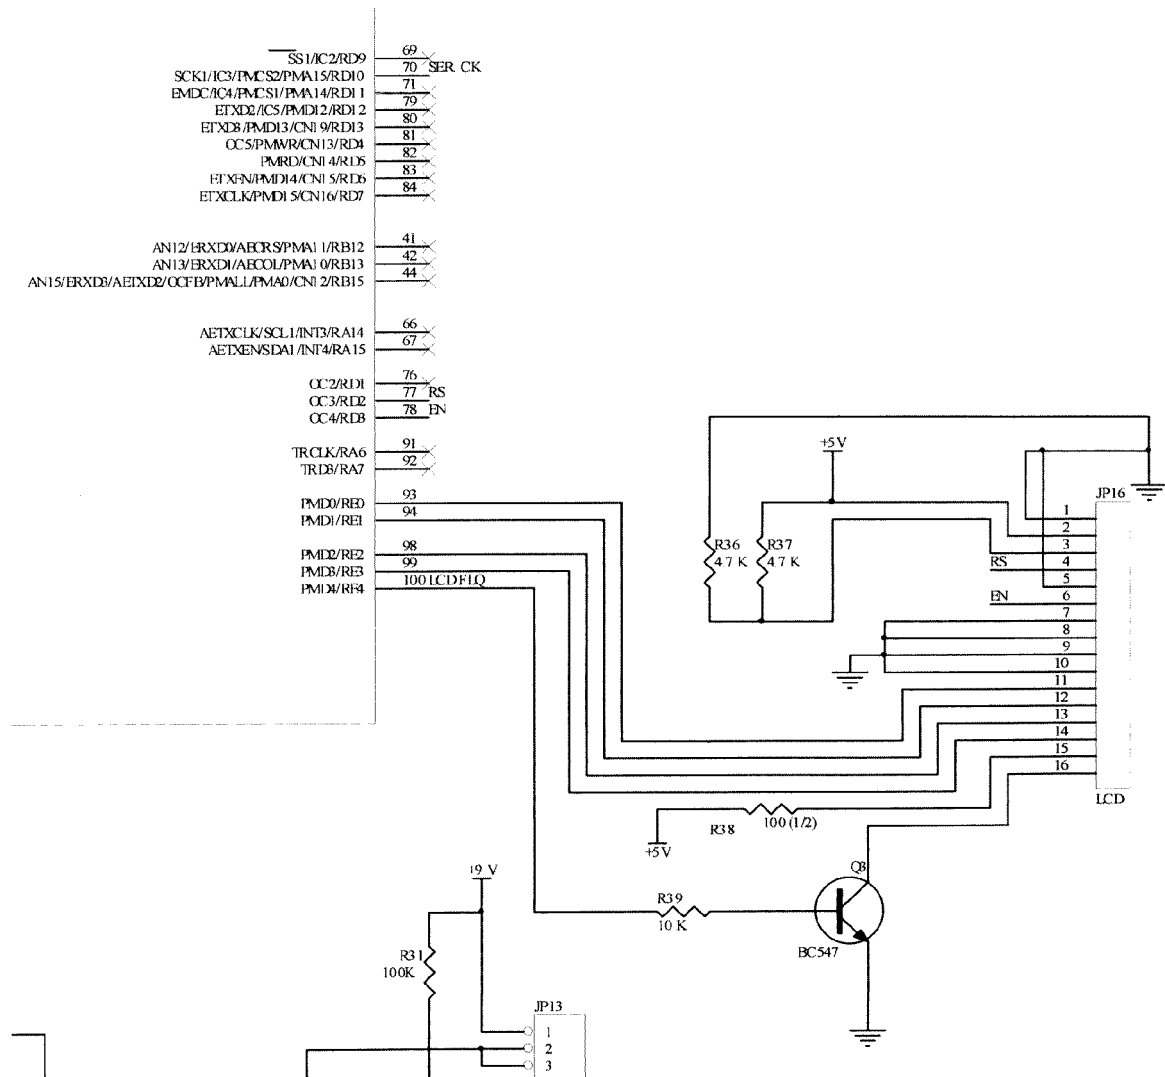 SS1/IC2/RD9 69
SCK1/IC3/PMCS2/PMA15/RD10 70 SER CK
EMDC/IC4/PMCS1/PMA14/RD11 71
ETXD2/IC5/PMD12/RD12 79
ETXD3/PMD13/CN19/RD13 80
OC5/PMWR/CN13/RD4 81
PMRD/CN14/RD5 82
ETXEN/PMD14/CN15/RD6 83
ETXCLK/PMD15/CN16/RD7 84
AN12/ERXD0/AECRS/PMA11/RB12 41
AN13/ERXD1/AECOL/PMA10/RB13 42
AN15/ERXD3/AETXD2/OCFB/PMALL/PMA0/CN12/RB15 44
AETXCLK/SCL1/INT3/RA14 66
AETXEN/SDA1/INT4/RA15 67
OC2/RD1 76
OC3/RD2 77 RS
OC4/RD3 78 EN
TRCLK/RA6 91
TRD3/RA7 92
PMD0/RE0 93
PMD1/RE1 94
PMD2/RE2 98
PMD3/RE3 99
PMD4/RE4 100 LCDFLQ
+5V
JP16
1
2
3
RS 4
5
EN 6
7
8
9
10
11
12
13
14
15
16
LCD
R36
4.7 K
R37
4.7 K
R38
100 (1/2)
+5V
Q3
R39
10 K
BC547
19 V
R31
100K
JP13
1
2
3